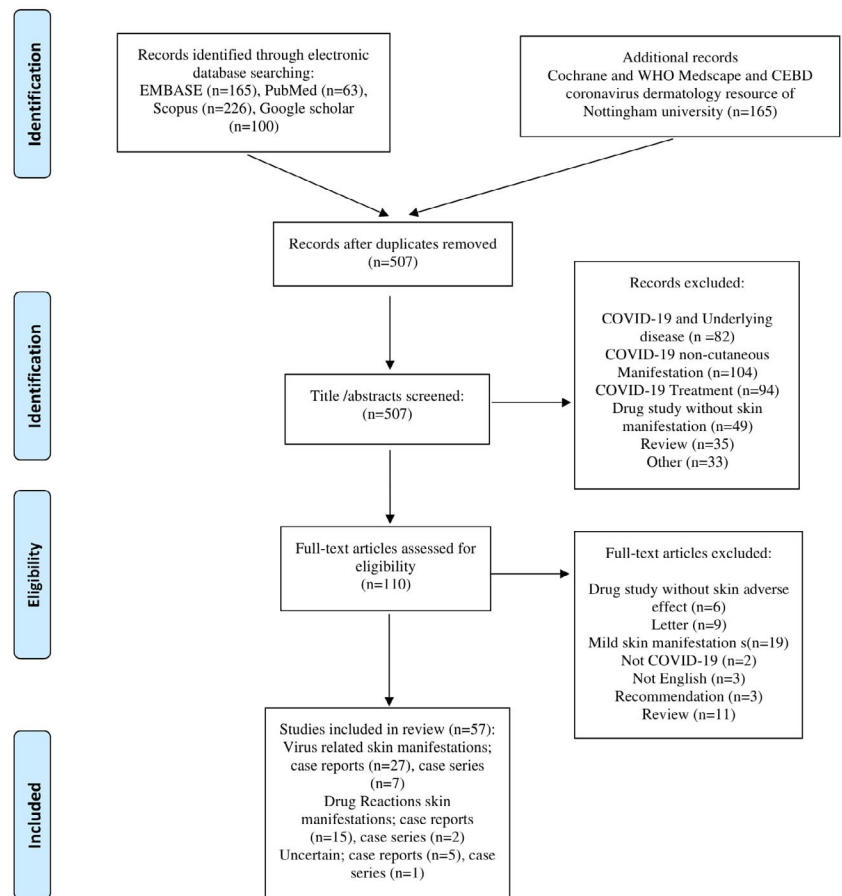 Identification
Records identified through electronic
database searching:
EMBASE (n=165), PubMed (n=63),
Scopus (n=226), Google scholar
(n=100)
Additional records
Cochrane and WHO Medscape and CEBD
coronavirus dermatology resource of
Nottingham university (n=165)
Records after duplicates removed
(n=507)
Identification
Title /abstracts screened:
(n=507)
Records excluded:
COVID-19 and Underlying
disease (n =82)
COVID-19 non-cutaneous
Manifestation (n=104)
COVID-19 Treatment (n=94)
Drug study without skin
manifestation (n=49)
Review (n=35)
Other (n=33)
Eligibility
Full-text articles assessed for
eligibility
(n=110)
Full-text articles excluded:
Drug study without skin adverse
effect (n=6)
Letter (n=9)
Mild skin manifestation s(n=19)
Not COVID-19 (n=2)
Not English (n=3)
Recommendation (n=3)
Review (n=11)
Included
Studies included in review (n=57):
Virus related skin manifestations;
case reports (n=27), case series
(n=7)
Drug Reactions skin
manifestations; case reports
(n=15), case series (n=2)
Uncertain; case reports (n=5), case
series (n=1)